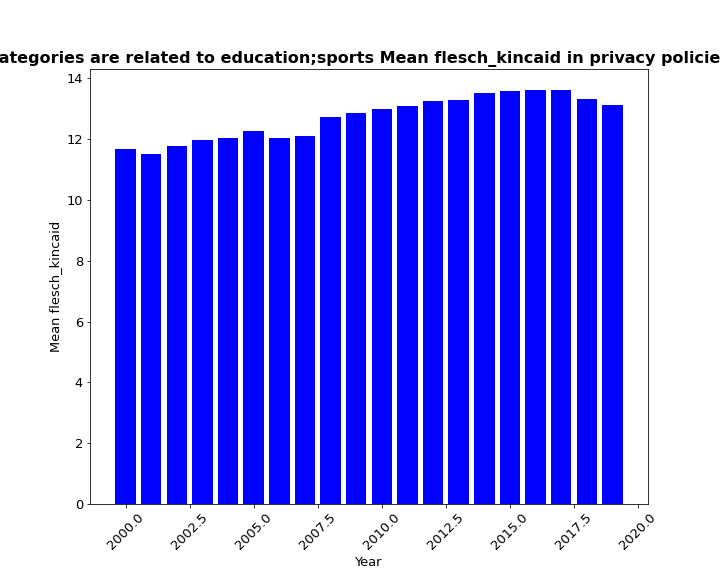 ategories are related to education;sports Mean flesch_kincaid in privacy policie
14
12
10
8
6
4
2
0
Mean flesch_kincaid
2000.0 2002.5 2005.0 2007.5 2010.0 2012.5 2015.0 2017.5 2020.0
Year